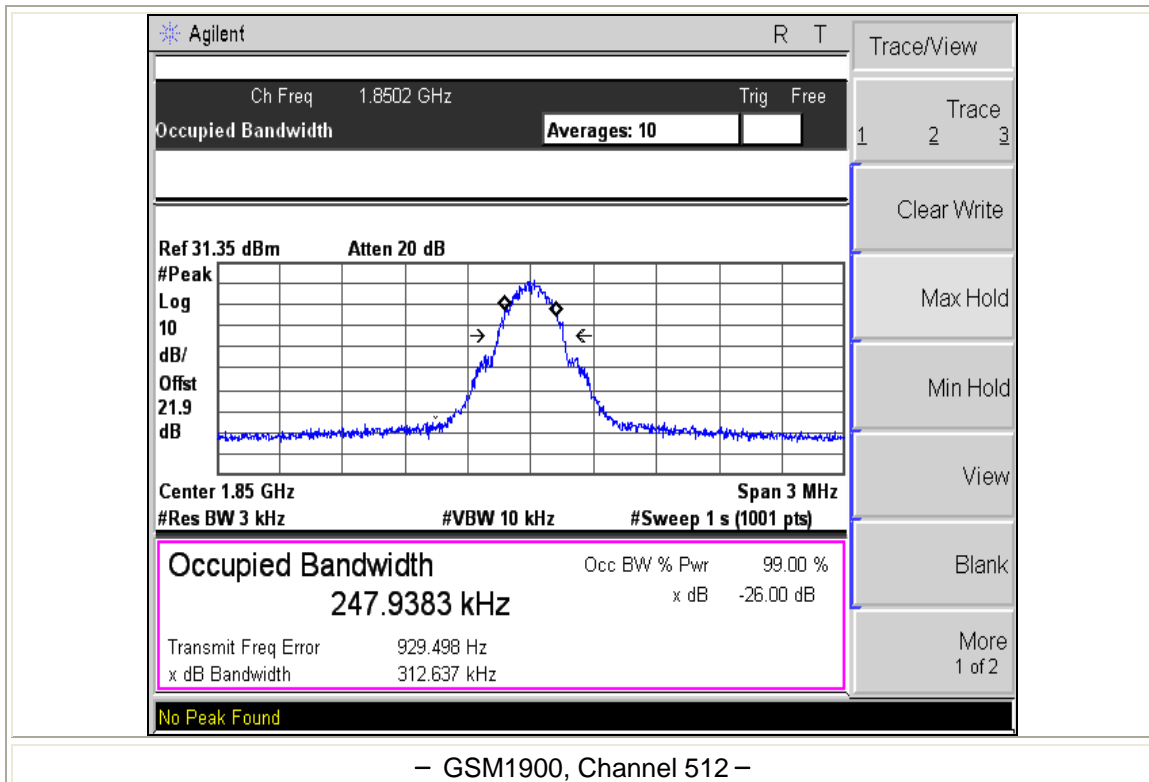 Agilent R T
Trace/View
Ch Freq 1.8502 GHz Trig Free
Occupied Bandwidth Averages: 10
Trace
1 2 3
Clear Write
Ref 31.35 dBm Atten 20 dB
#Peak
Log
10
dB/
Offst
21.9
dB
Max Hold
Min Hold
Center 1.85 GHz Span 3 MHz
#Res BW 3 kHz #VBW 10 kHz #Sweep 1 s (1001 pts)
View
Occupied Bandwidth Occ BW % Pwr 99.00 %
247.9383 kHz x dB -26.00 dB
Blank
Transmit Freq Error 929.498 Hz
x dB Bandwidth 312.637 kHz
More
1 of 2
No Peak Found
– GSM1900, Channel 512 –